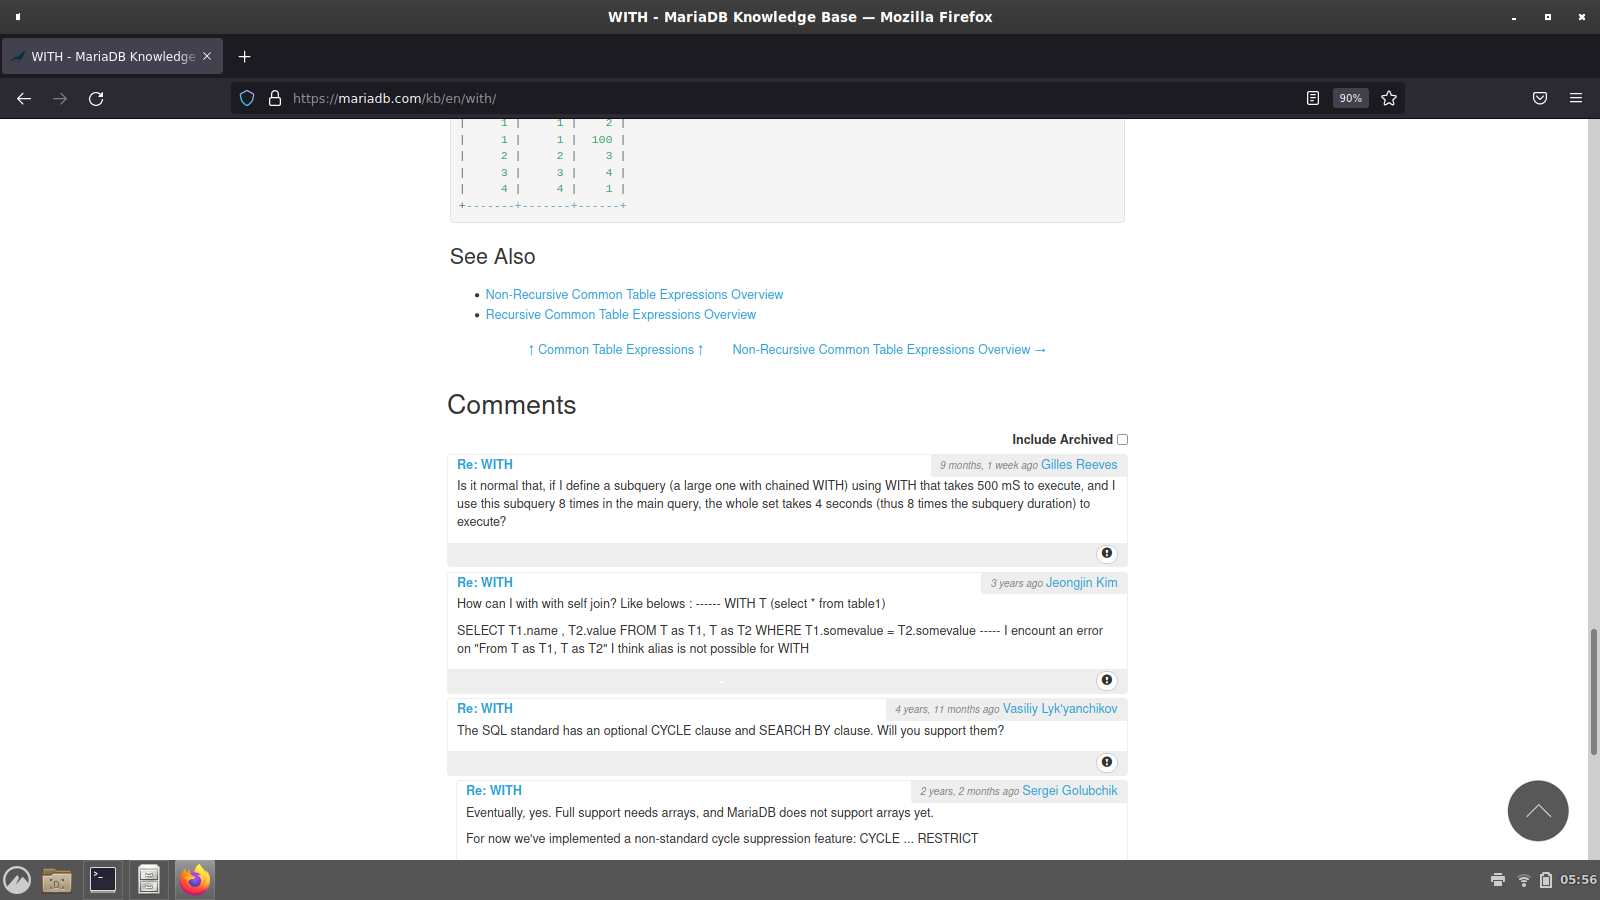 WITH - MariaDB Knowledge Base — Mozilla Firefox
WITH - MariaDB Knowledge
https://mariadb.com/kb/en/with/
90%
| 1 | 1 | 2 |
| 1 | 1 | 100 |
| 2 | 2 | 3 |
| 3 | 3 | 4 |
| 4 | 4 | 1 |
+-------+-------+------+
See Also
• Non-Recursive Common Table Expressions Overview
• Recursive Common Table Expressions Overview
↑ Common Table Expressions ↑ Non-Recursive Common Table Expressions Overview →
Comments
Include Archived
Re: WITH 9 months, 1 week ago Gilles Reeves
Is it normal that, if I define a subquery (a large one with chained WITH) using WITH that takes 500 mS to execute, and I
use this subquery 8 times in the main query, the whole set takes 4 seconds (thus 8 times the subquery duration) to
execute?
Re: WITH 3 years ago Jeongjin Kim
How can I with with self join? Like belows : ------ WITH T (select * from table1)
SELECT T1.name , T2.value FROM T as T1, T as T2 WHERE T1.somevalue = T2.somevalue ----- I encount an error
on "From T as T1, T as T2" I think alias is not possible for WITH
Re: WITH 4 years, 11 months ago Vasiliy Lyk'yanchikov
The SQL standard has an optional CYCLE clause and SEARCH BY clause. Will you support them?
Re: WITH 2 years, 2 months ago Sergei Golubchik
Eventually, yes. Full support needs arrays, and MariaDB does not support arrays yet.
For now we've implemented a non-standard cycle suppression feature: CYCLE ... RESTRICT
05:56